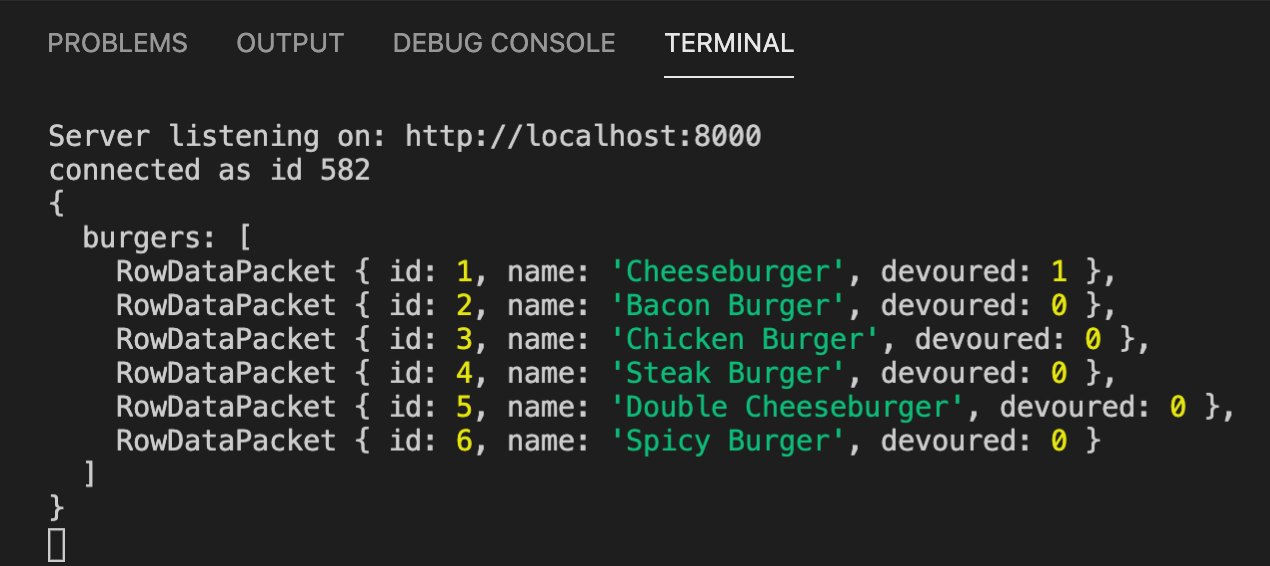 PROBLEMS OUTPUT DEBUG CONSOLE TERMINAL
Server listening on: http://localhost:8000
connected as id 582
{
  burgers: [
    RowDataPacket { id: 1, name: 'Cheeseburger', devoured: 1 },
    RowDataPacket { id: 2, name: 'Bacon Burger', devoured: 0 },
    RowDataPacket { id: 3, name: 'Chicken Burger', devoured: 0 },
    RowDataPacket { id: 4, name: 'Steak Burger', devoured: 0 },
    RowDataPacket { id: 5, name: 'Double Cheeseburger', devoured: 0 },
    RowDataPacket { id: 6, name: 'Spicy Burger', devoured: 0 }
  ]
}